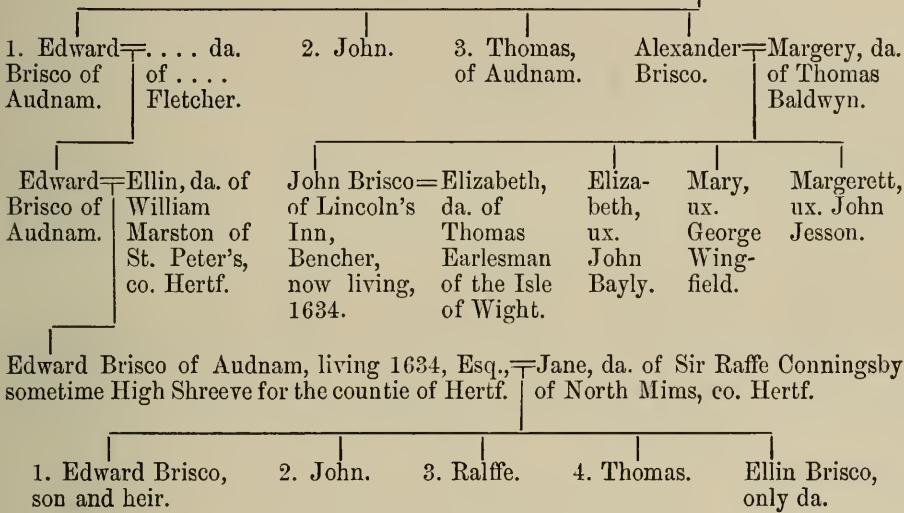 1. Edward=. . . . da.
Brisco of of . . . .
Audnam. Fletcher.
2. John.
3. Thomas,
of Audnam.
Alexander=Margery, da.
Brisco. of Thomas
Baldwyn.
Edward=Ellin, da. of
Brisco of William
Audnam. Marston of
St. Peter's,
co. Hertf.
John Brisco=Elizabeth,
of Lincoln's da. of
Inn, Thomas
Bencher, Earlesman
now living, of the Isle
1634. of Wight.
Eliza-
beth,
ux.
John
Bayly.
Mary,
ux.
George
Wing-
field.
Margerett,
ux. John
Jesson.
Edward Brisco of Audnam, living 1634, Esq.,=Jane, da. of Sir Raffe Conningsby
sometime High Shreeve for the countie of Hertf. of North Mims, co. Hertf.
1. Edward Brisco,
son and heir.
2. John.
3. Ralffe.
4. Thomas.
Ellin Brisco,
only da.